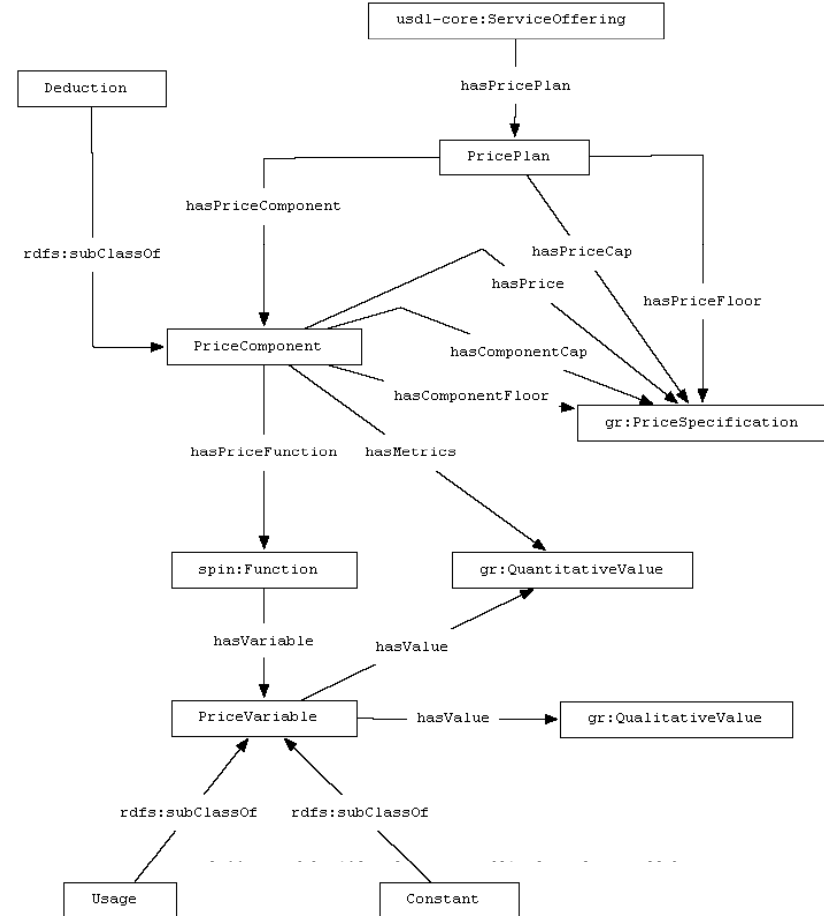 usdl-core:ServiceOffering
Deduction
hasPricePlan
PricePlan
hasPriceComponent
rdfs:subClassOf
hasPriceCap
hasPrice
hasPriceFloor
PriceComponent
hasComponentCap
hasComponentFloor
gr:PriceSpecification
hasPriceFunction
hasMetrics
spin:Function
gr:QuantitativeValue
hasVariable
hasValue
PriceVariable
hasValue
gr:QualitativeValue
rdfs:subClassOf
rdfs:subClassOf
Usage
Constant